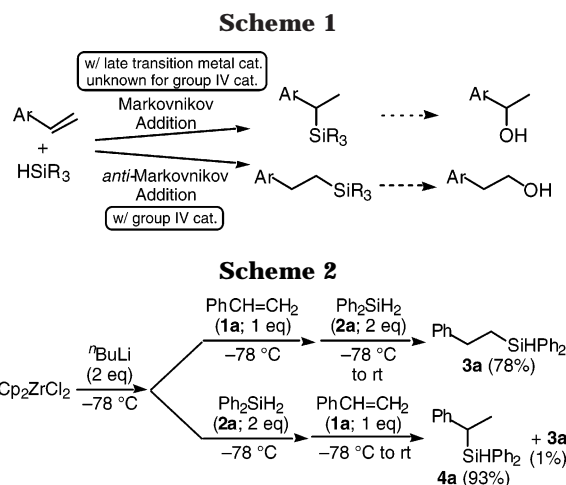 Scheme 1
w/ late transition metal cat.
unknown for group IV cat.
Markovnikov
Addition
Ar
+
HSiR3
anti-Markovnikov
Addition
w/ group IV cat.
Ar
SiR3
Ar
OH
Ar
SiR3
Ar
OH
Scheme 2
Cp2ZrCl2
nBuLi
(2 eq)
–78 °C
PhCH=CH2
(1a; 1 eq)
–78 °C
Ph2SiH2
(2a; 2 eq)
–78 °C
to rt
Ph
SiHPh2
3a (78%)
Ph2SiH2
(2a; 2 eq)
–78 °C
PhCH=CH2
(1a; 1 eq)
–78 °C to rt
Ph
SiHPh2
4a (93%)
+ 3a
(1%)